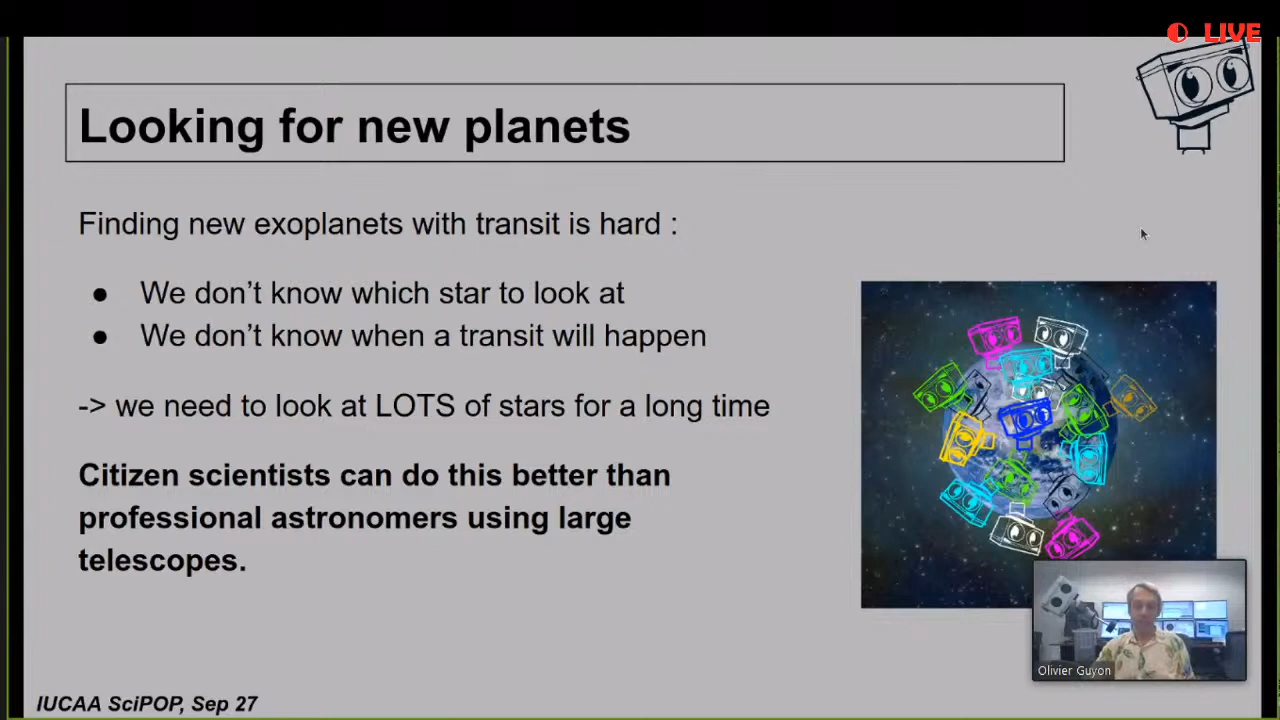 LIVE
Looking for new planets
Finding new exoplanets with transit is hard :
● We don’t know which star to look at
● We don’t know when a transit will happen
-> we need to look at LOTS of stars for a long time
Citizen scientists can do this better than
professional astronomers using large
telescopes.
Olivier Guyon
IUCAA SciPOP, Sep 27